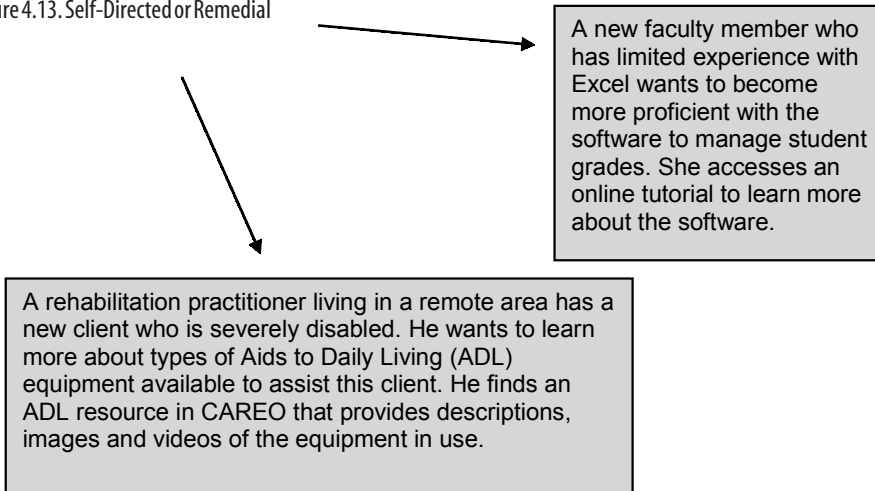 4.13. Self-Directed or Remedial
A new faculty member who
has limited experience with
Excel wants to become
more proficient with the
software to manage student
grades. She accesses an
online tutorial to learn more
about the software.
A rehabilitation practitioner living in a remote area has a
new client who is severely disabled. He wants to learn
more about types of Aids to Daily Living (ADL)
equipment available to assist this client. He finds an
ADL resource in CAREO that provides descriptions,
images and videos of the equipment in use.